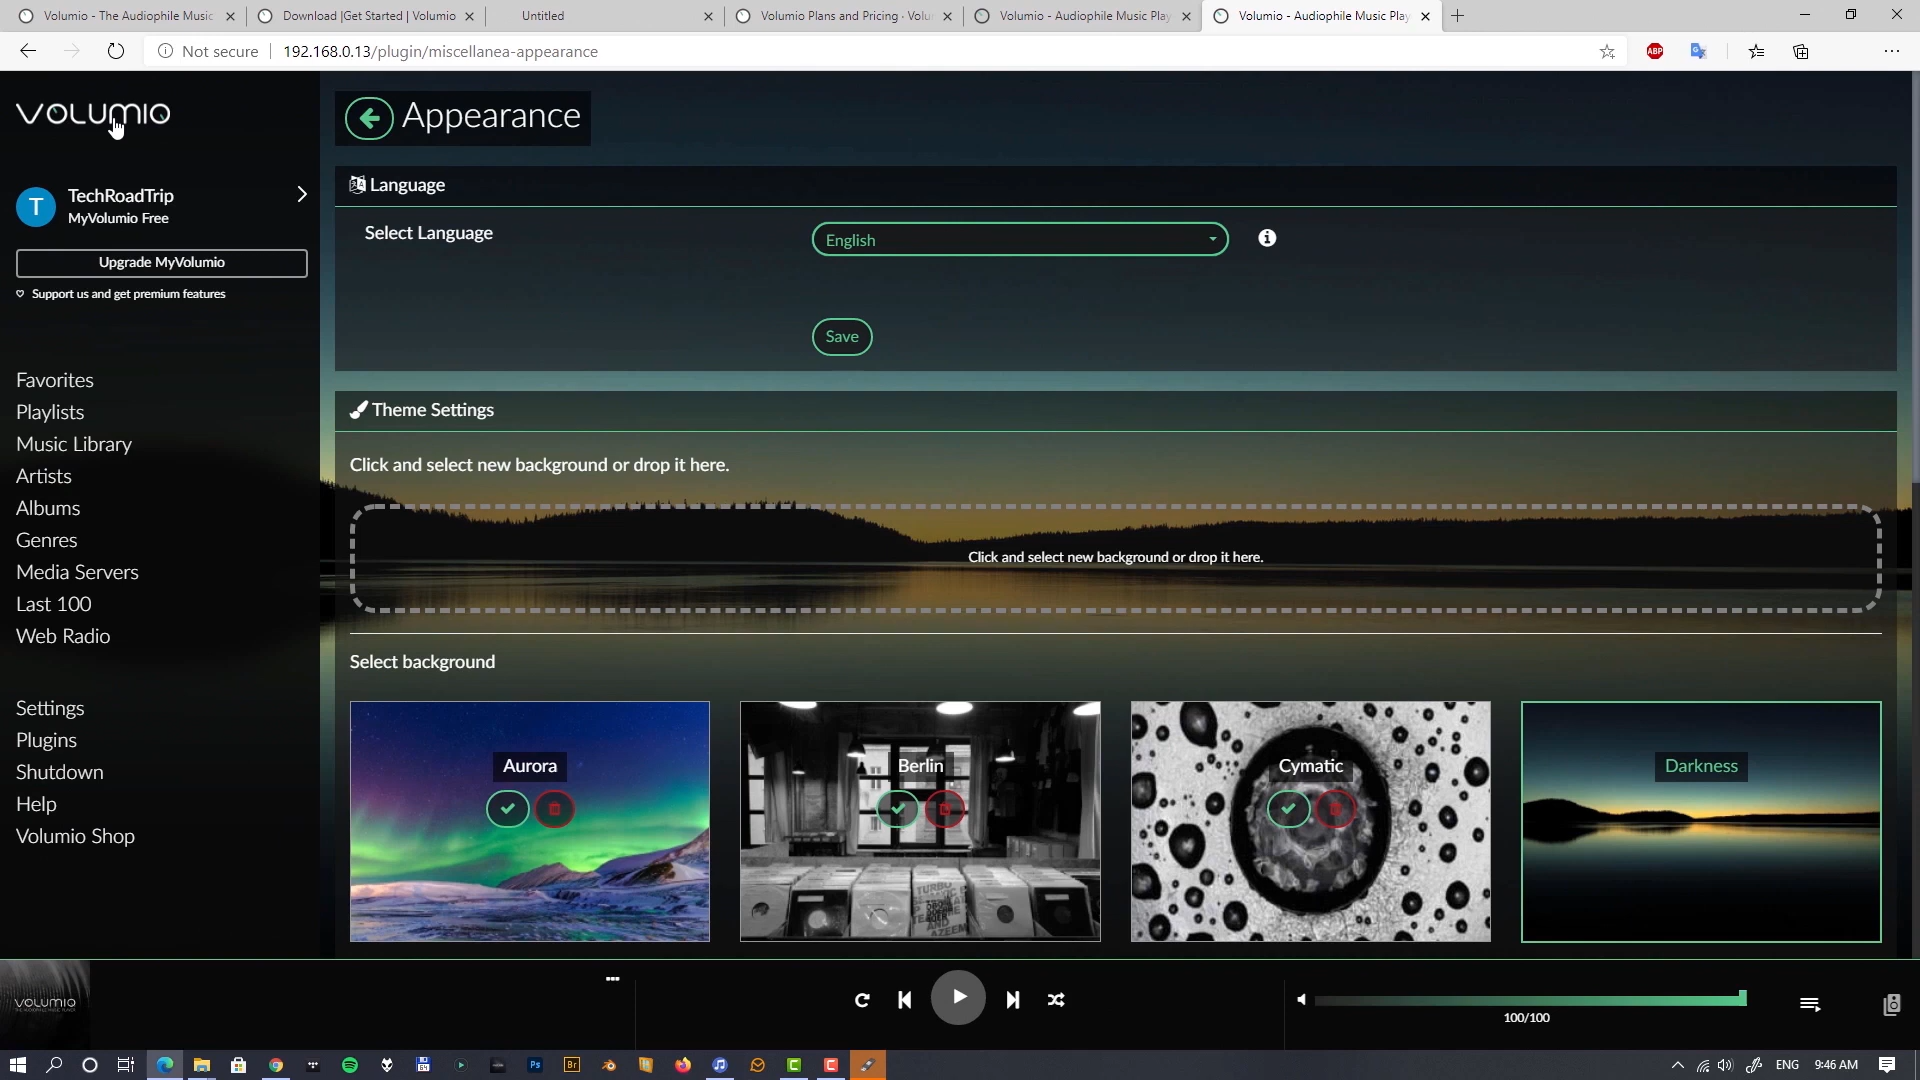 Volumio - The Audiophile Music
Download |Get Started | Volumio
Untitled
Volumio Plans and Pricing - Volu
Volumio - Audiophile Music Play
Volumio - Audiophile Music Play
Not secure
192.168.0.13/plugin/miscellanea-appearance
ABP
VOLUMIO
Appearance
T
TechRoadTrip
MyVolumio Free
Upgrade MyVolumio
Support us and get premium features
Language
Select Language
English
Save
Favorites
Playlists
Music Library
Artists
Albums
Genres
Media Servers
Last 100
Web Radio
Settings
Plugins
Shutdown
Help
Volumio Shop
Theme Settings
Click and select new background or drop it here.
Click and select new background or drop it here.
Select background
Aurora
Berlin
Cymatic
Darkness
VOLUMIO
100/100
Ps
Br
ENG
9:46 AM